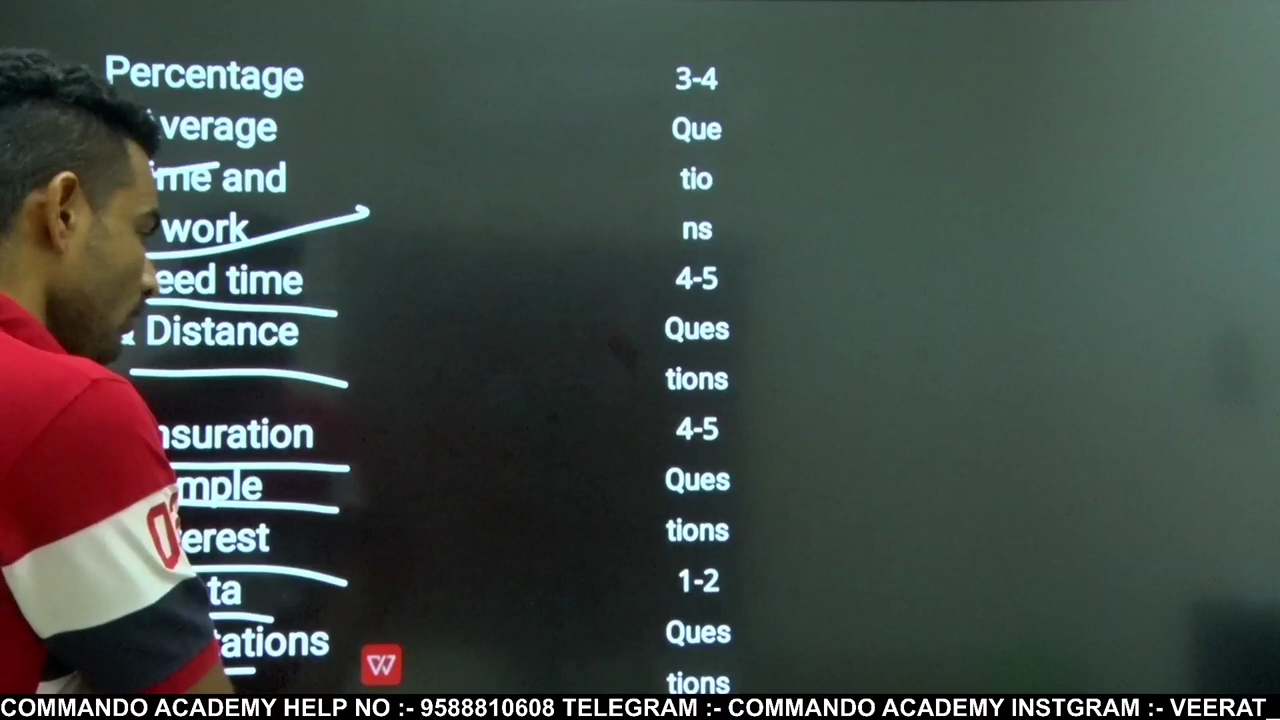 Percentage
verage
me and
work
eed time
Distance
nsuration
mple
erest
ta
tations
3-4
Que
tio
ns
4-5
Ques
tions
4-5
Ques
tions
1-2
Ques
tions
COMMANDO ACADEMY HELP NO :- 9588810608 TELEGRAM :- COMMANDO ACADEMY INSTGRAM :- VEERAT